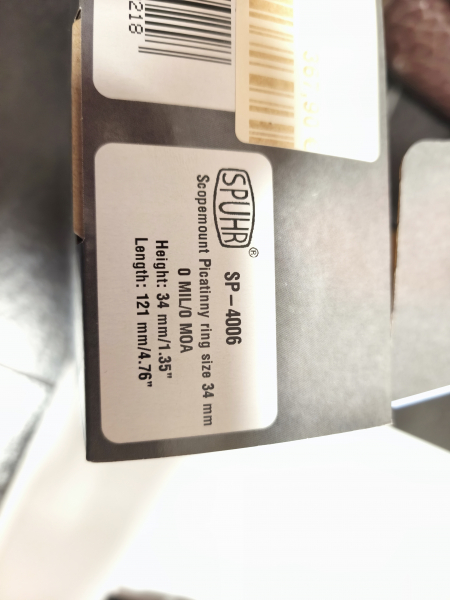 218
SPUHR®
SP-4006
Scopemount Picatinny ring size 34 mm
0 MIL/0 MOA
Height: 34 mm/1.35"
Length: 121 mm/4.76"